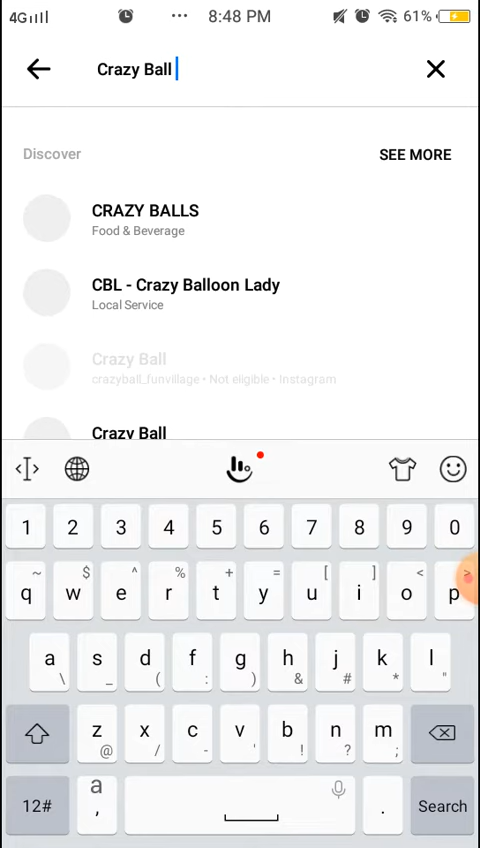 4G 8:48 PM 61%
Crazy Ball
Discover SEE MORE
CRAZY BALLS
Food & Beverage
CBL - Crazy Balloon Lady
Local Service
Crazy Ball
crazyball_funvillage • Not eligible • Instagram
Crazy Ball
1 2 3 4 5 6 7 8 9 0
~ $ ^ % + = [ ] < >
q w e r t y u i o p
a s d f g h j k l
\ _ ( : ) & # * "
z x c v b n m
@ / - ' ! ? ;
12# a , . Search